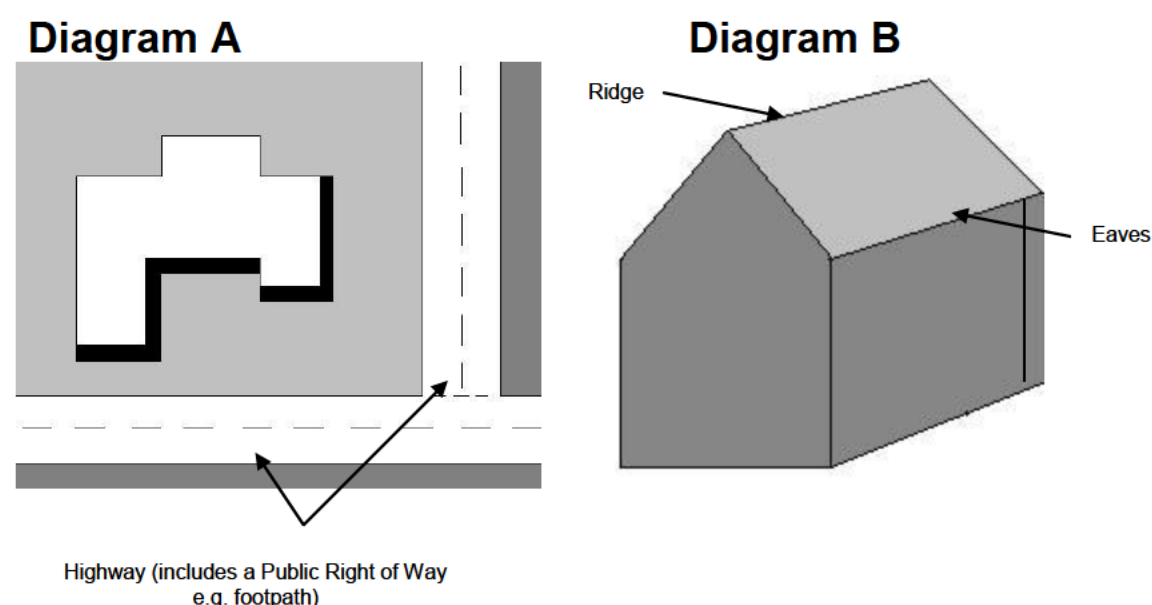 Diagram A
Diagram B
Ridge
Eaves
Highway (includes a Public Right of Way
e.g. footpath)